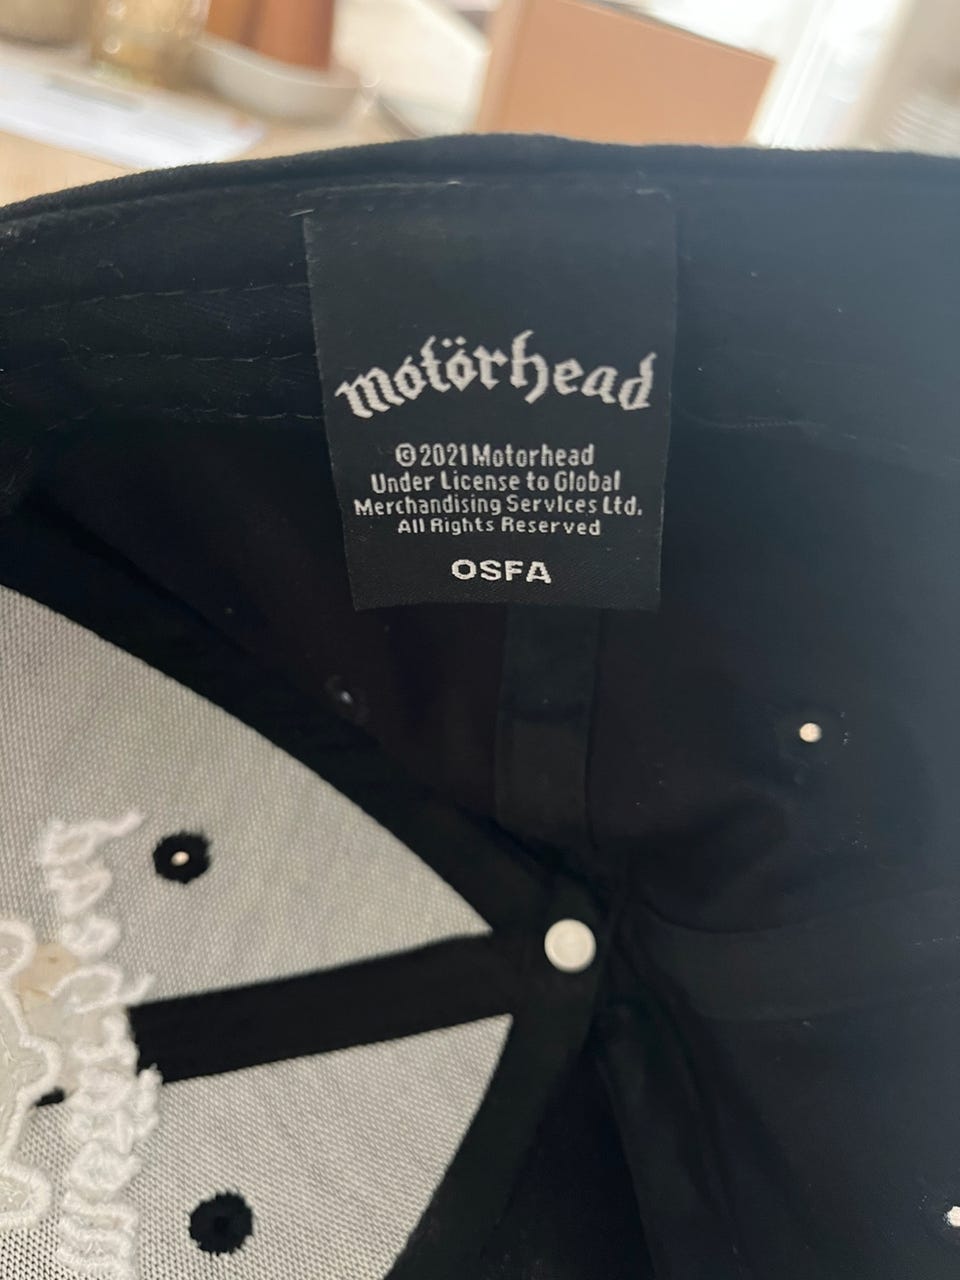 motörhead
©2021 Motorhead
Under License to Global
Merchandising Services Ltd.
All Rights Reserved
OSFA